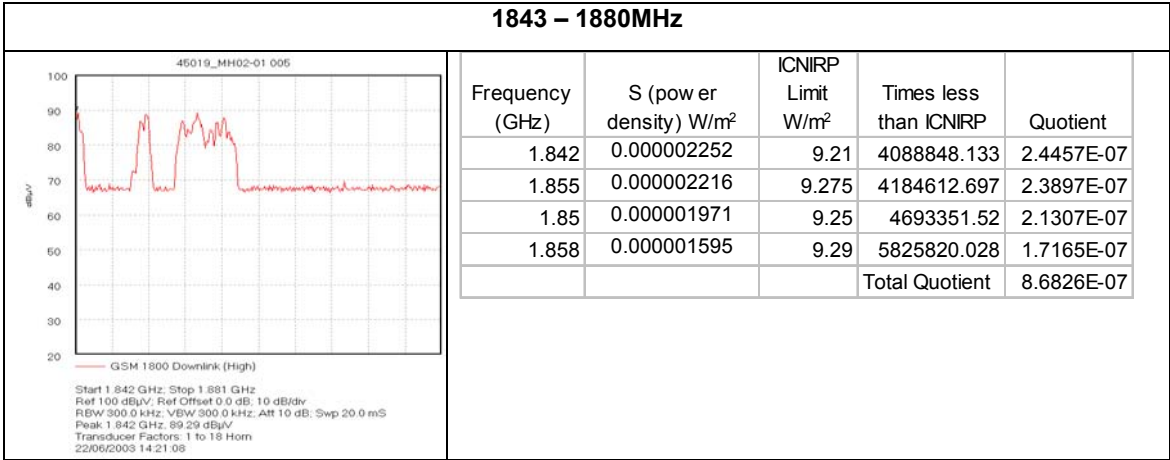 1843 – 1880MHz
45019_MH02-01 005
100
90
80
70
60
50
40
30
20
dBµV
GSM 1800 Downlink (High)
Start 1.842 GHz; Stop 1.881 GHz
Ref 100 dBµV; Ref Offset 0.0 dB; 10 dB/div
RBW 300.0 kHz; VBW 300.0 kHz; Att 10 dB; Swp 20.0 mS
Peak 1.842 GHz, 89.29 dBµV
Transducer Factors: 1 to 18 Horn
22/06/2003 14:21:08
Frequency (GHz) S (power density) W/m² ICNIRP Limit W/m² Times less than ICNIRP Quotient
1.842 0.000002252 9.21 4088848.133 2.4457E-07
1.855 0.000002216 9.275 4184612.697 2.3897E-07
1.85 0.000001971 9.25 4693351.52 2.1307E-07
1.858 0.000001595 9.29 5825820.028 1.7165E-07
Total Quotient 8.6826E-07